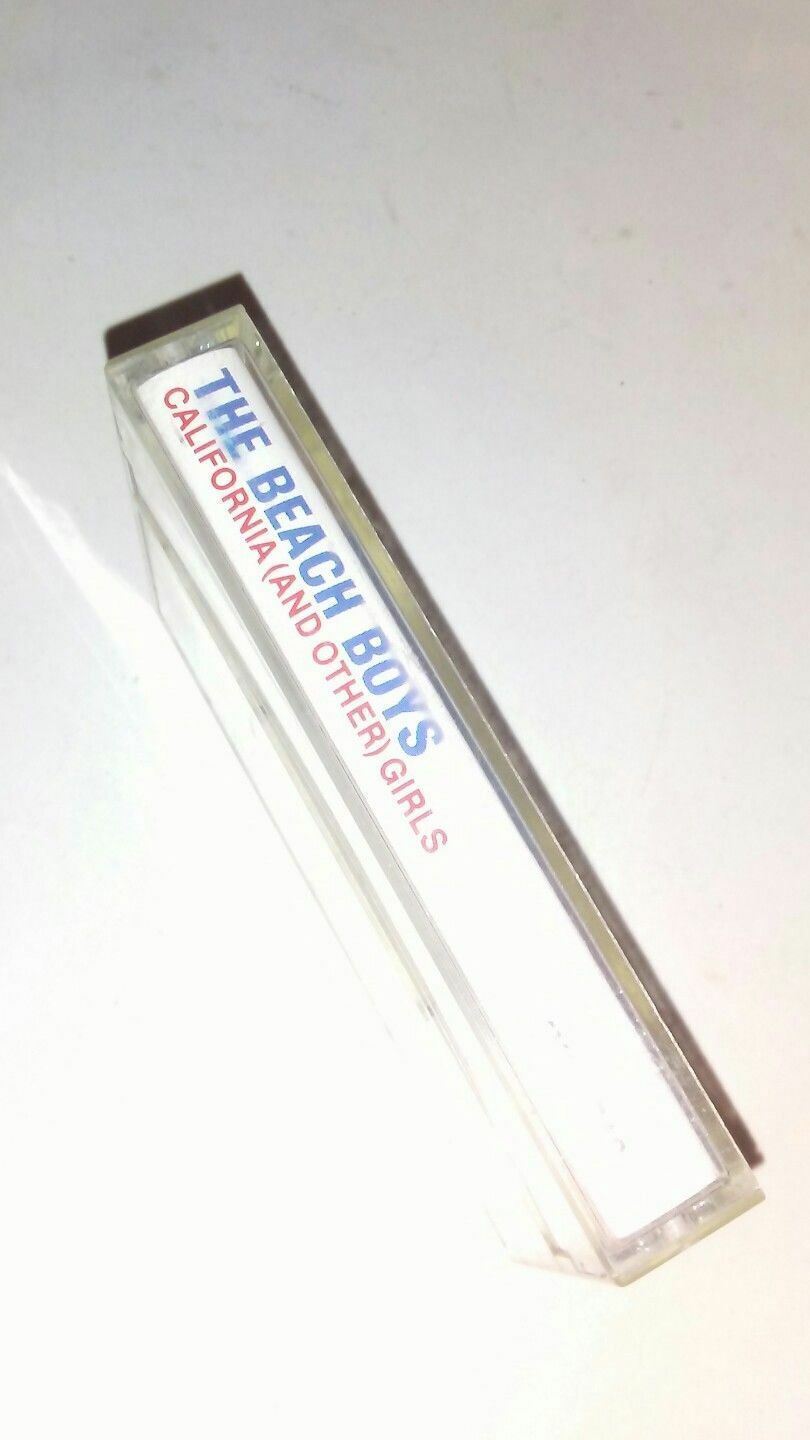 THE BEACH BOYS
CALIFORNIA (AND OTHER) GIRLS